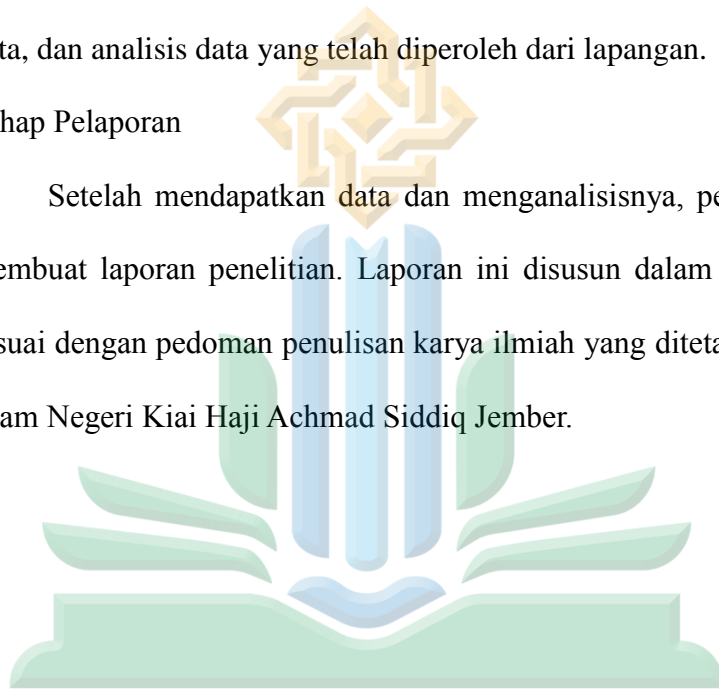 ta, dan analisis data yang telah diperoleh dari lapangan.
hap Pelaporan
Setelah mendapatkan data dan menganalisisnya, pe
embuat laporan penelitian. Laporan ini disusun dalam
suai dengan pedoman penulisan karya ilmiah yang diteta
am Negeri Kiai Haji Achmad Siddiq Jember.